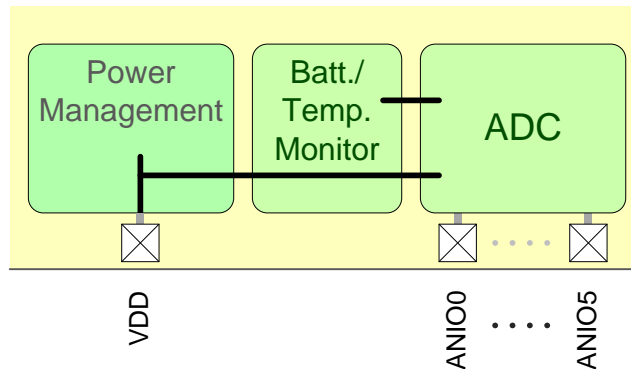 Power
Management
Batt./
Temp.
Monitor
ADC
VDD
ANIO0
....
ANIO5